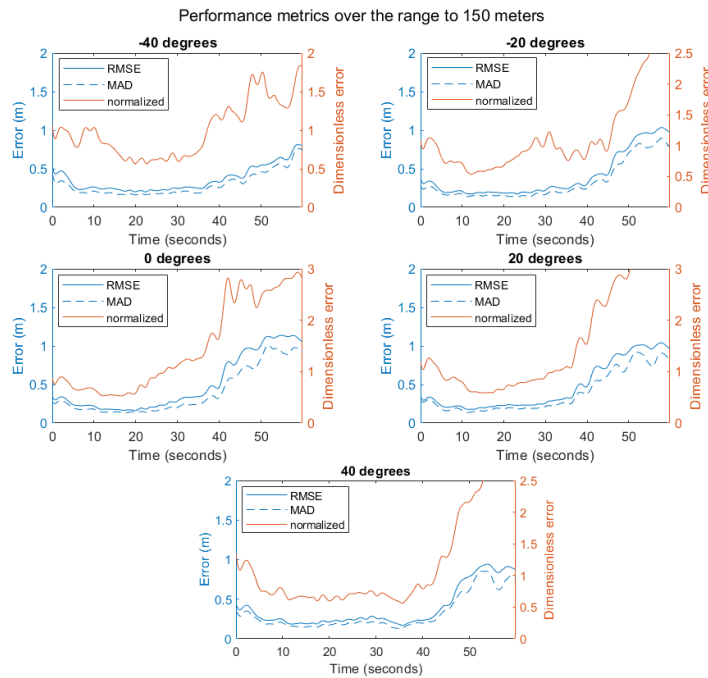 Performance metrics over the range to 150 meters
-40 degrees
RMSE
MAD
normalized
Error (m)
0 0.5 1 1.5 2
Dimensionless error
0 0.5 1 1.5 2
0 10 20 30 40 50
Time (seconds)
-20 degrees
RMSE
MAD
normalized
Error (m)
0 0.5 1 1.5 2
Dimensionless error
0 0.5 1 1.5 2 2.5
0 10 20 30 40 50
Time (seconds)
0 degrees
RMSE
MAD
normalized
Error (m)
0 0.5 1 1.5 2
Dimensionless error
0 1 2 3
0 10 20 30 40 50
Time (seconds)
20 degrees
RMSE
MAD
normalized
Error (m)
0 0.5 1 1.5 2
Dimensionless error
0 1 2 3
0 10 20 30 40 50
Time (seconds)
40 degrees
RMSE
MAD
normalized
Error (m)
0 0.5 1 1.5 2
Dimensionless error
0 0.5 1 1.5 2 2.5
0 10 20 30 40 50
Time (seconds)